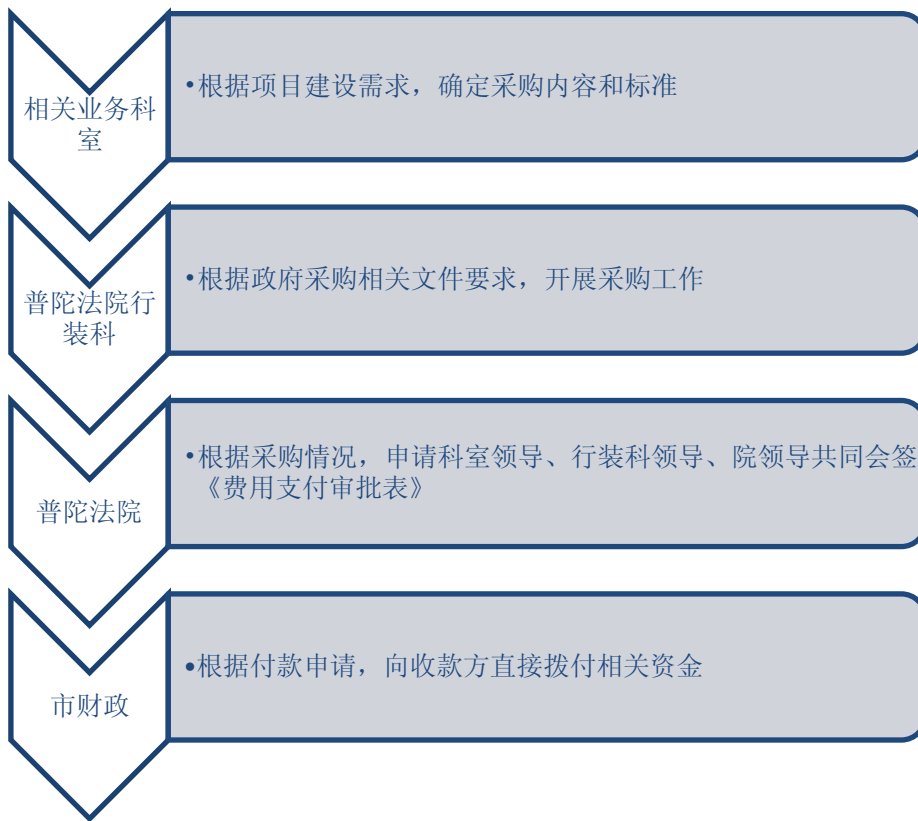 相关业务科
室
•根据项目建设需求，确定采购内容和标准
普陀法院行
装科
•根据政府采购相关文件要求，开展采购工作
普陀法院
•根据采购情况，申请科室领导、行装科领导、院领导共同会签
《费用支付审批表》
市财政
•根据付款申请，向收款方直接拨付相关资金